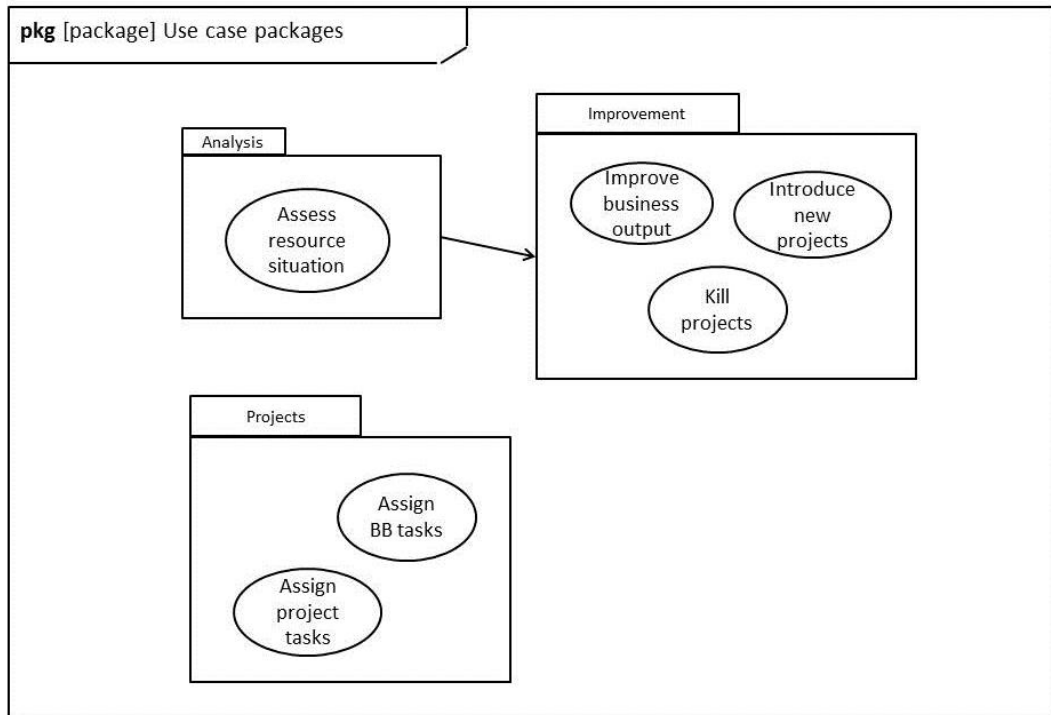 pkg [package] Use case packages
Analysis
Assess
resource
situation
Improvement
Improve
business
output
Introduce
new
projects
Kill
projects
Projects
Assign
BB tasks
Assign
project
tasks